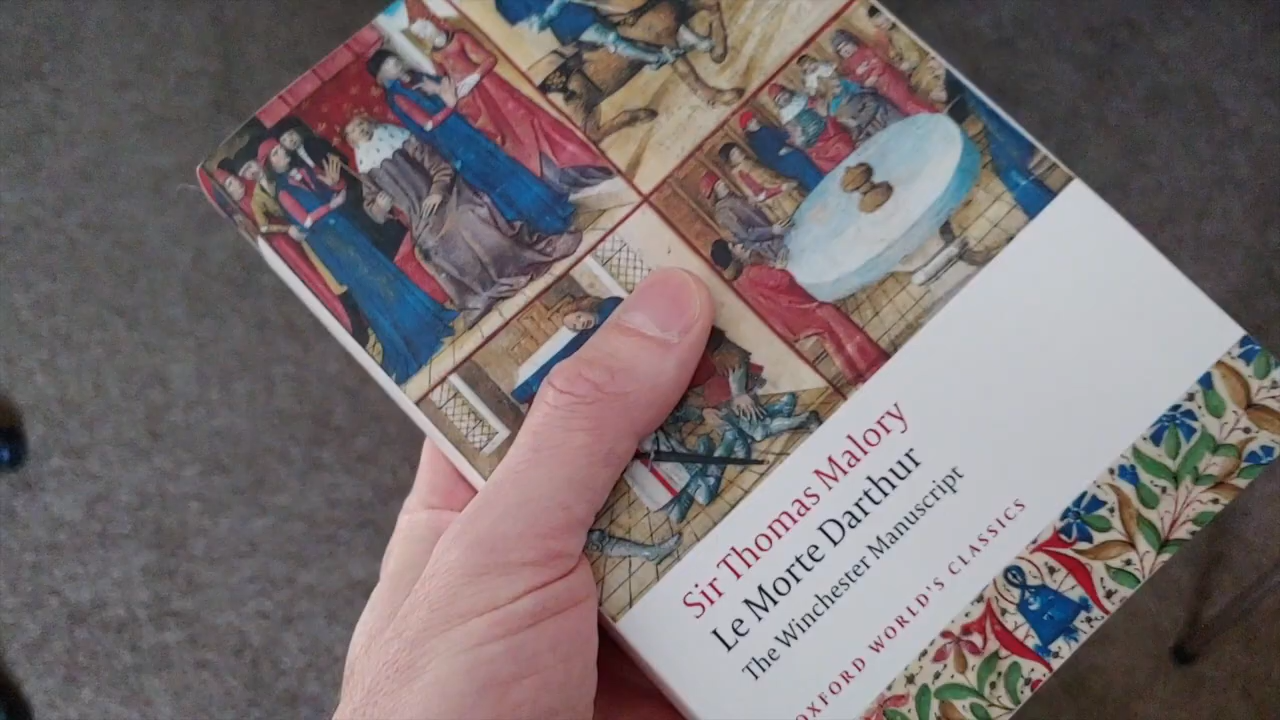 Sir Thomas Malory
Le Morte Darthur
The Winchester Manuscript
OXFORD WORLD'S CLASSICS